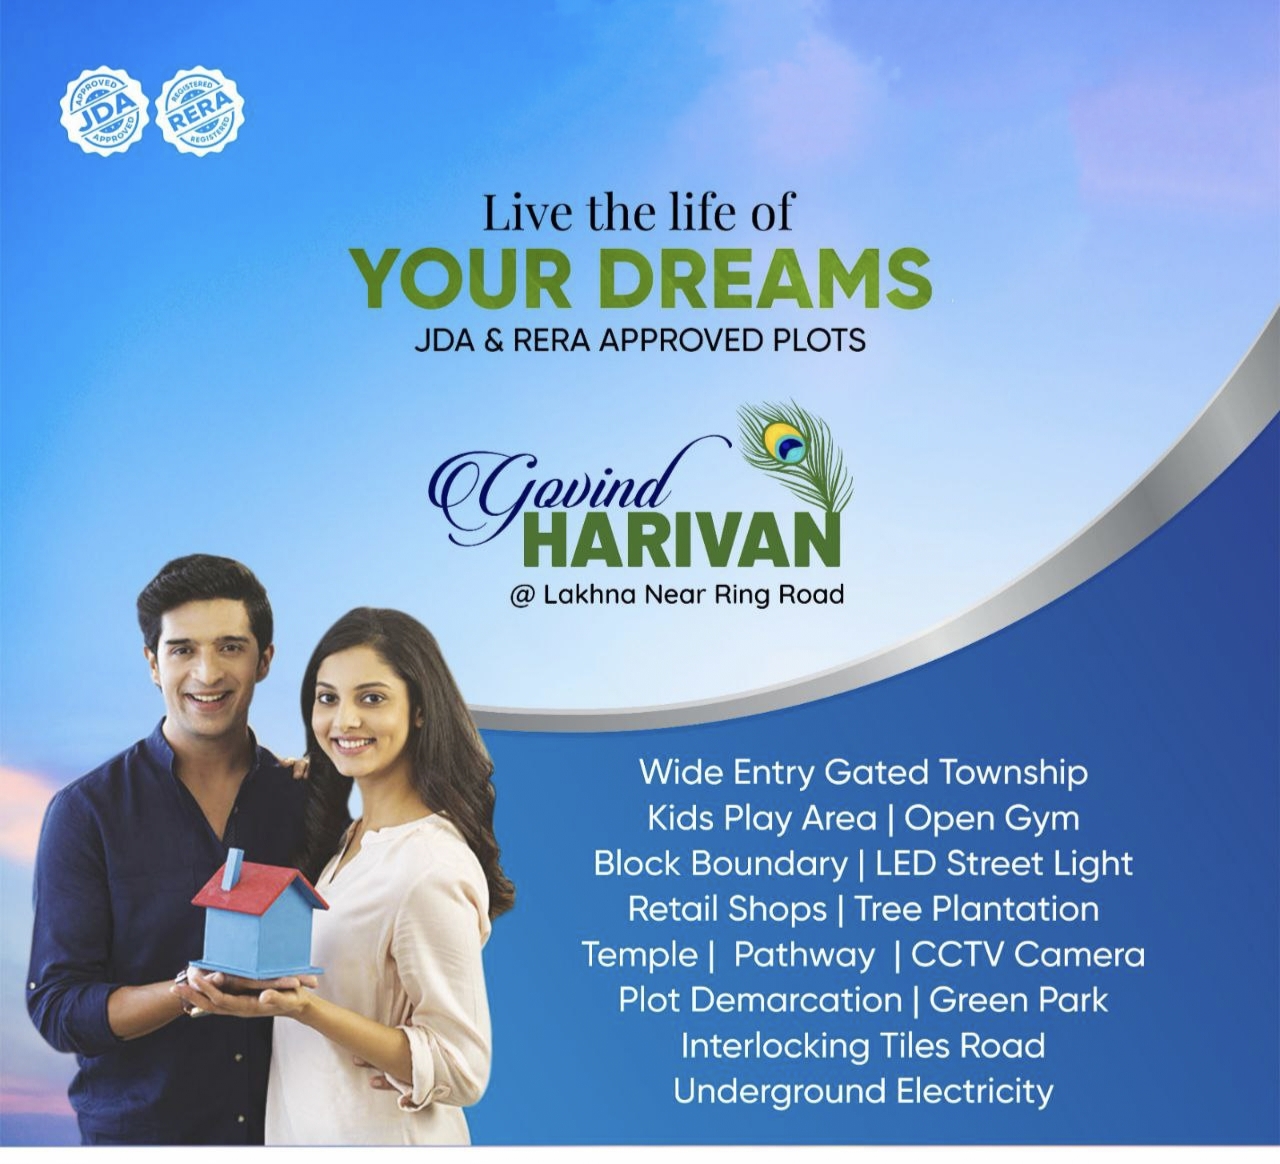 APPROVED
JDA
APPROVED
REGISTERED
RERA
REGISTERED
Live the life of
YOUR DREAMS
JDA & RERA APPROVED PLOTS
Govind
HARIVAN
@ Lakhna Near Ring Road
Wide Entry Gated Township
Kids Play Area | Open Gym
Block Boundary | LED Street Light
Retail Shops | Tree Plantation
Temple | Pathway | CCTV Camera
Plot Demarcation | Green Park
Interlocking Tiles Road
Underground Electricity